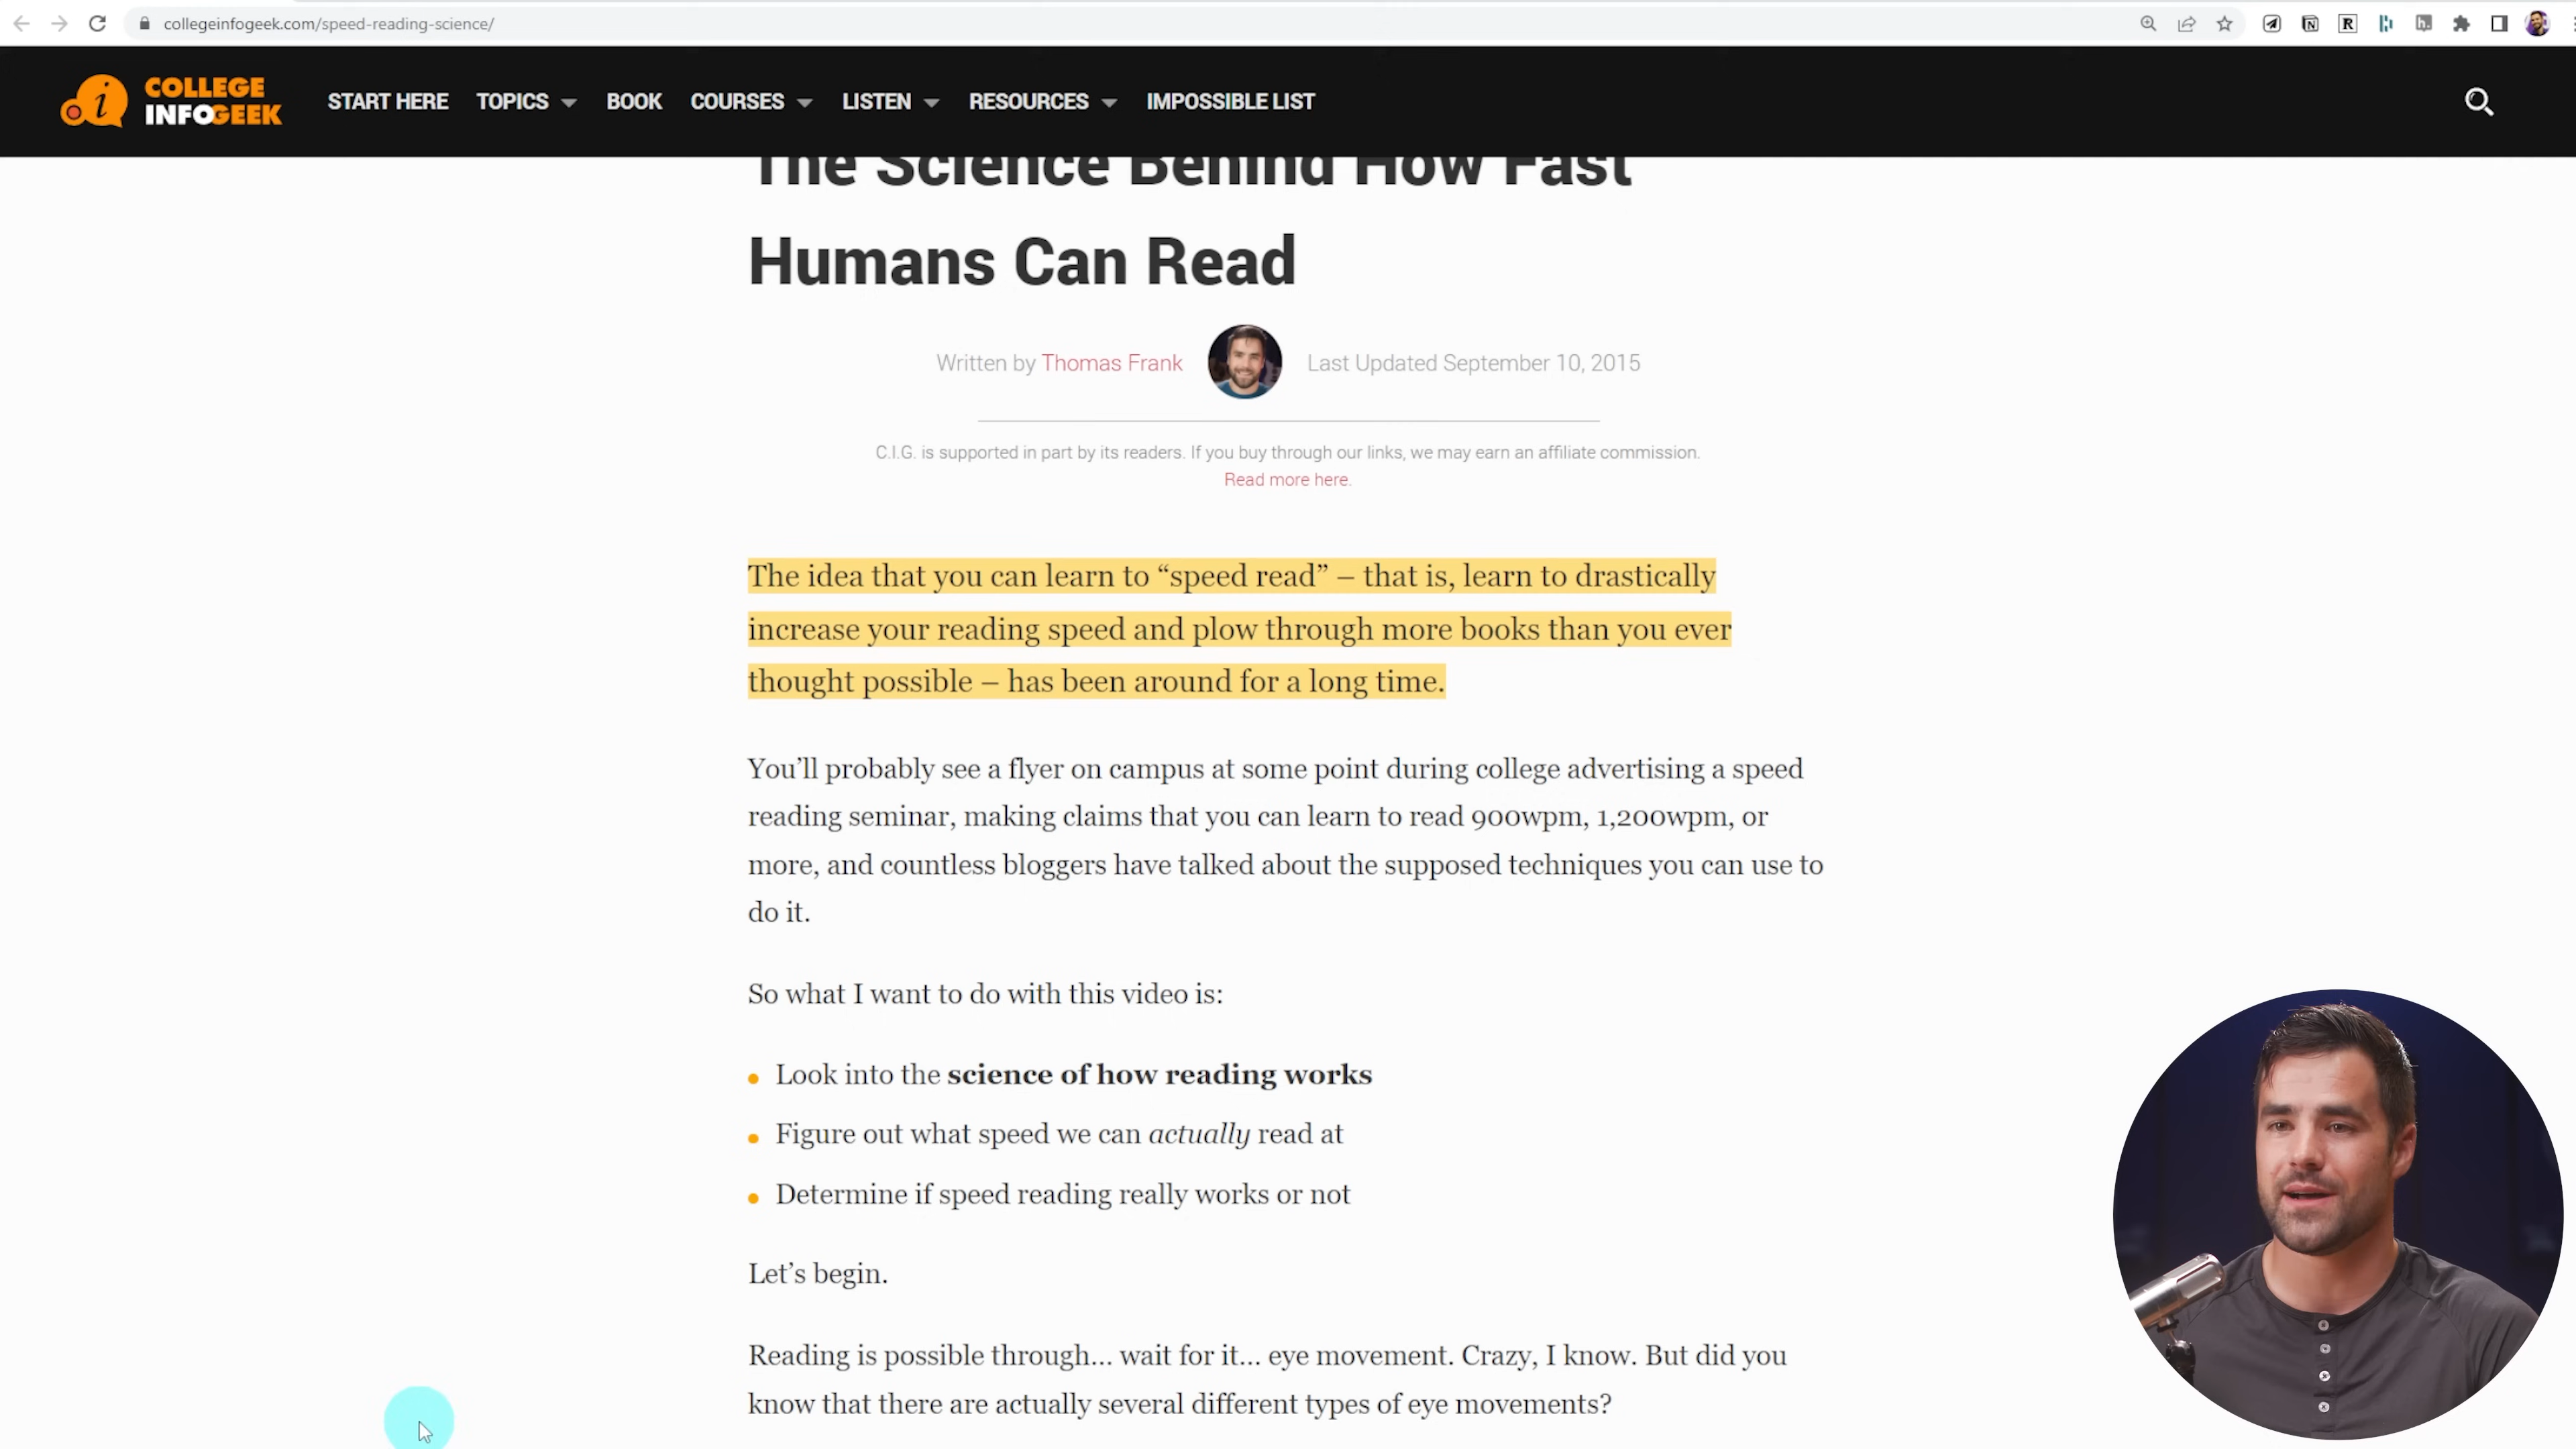 collegeinfogeek.com/speed-reading-science/
COLLEGE
INFOGEEK
START HERE
TOPICS
BOOK
COURSES
LISTEN
RESOURCES
IMPOSSIBLE LIST
The Science Behind How Fast
Humans Can Read
Written by Thomas Frank
Last Updated September 10, 2015
C.I.G. is supported in part by its readers. If you buy through our links, we may earn an affiliate commission.
Read more here.
The idea that you can learn to “speed read” – that is, learn to drastically
increase your reading speed and plow through more books than you ever
thought possible – has been around for a long time.
You’ll probably see a flyer on campus at some point during college advertising a speed
reading seminar, making claims that you can learn to read 900wpm, 1,200wpm, or
more, and countless bloggers have talked about the supposed techniques you can use to
do it.
So what I want to do with this video is:
Look into the science of how reading works
Figure out what speed we can actually read at
Determine if speed reading really works or not
Let’s begin.
Reading is possible through… wait for it… eye movement. Crazy, I know. But did you
know that there are actually several different types of eye movements?